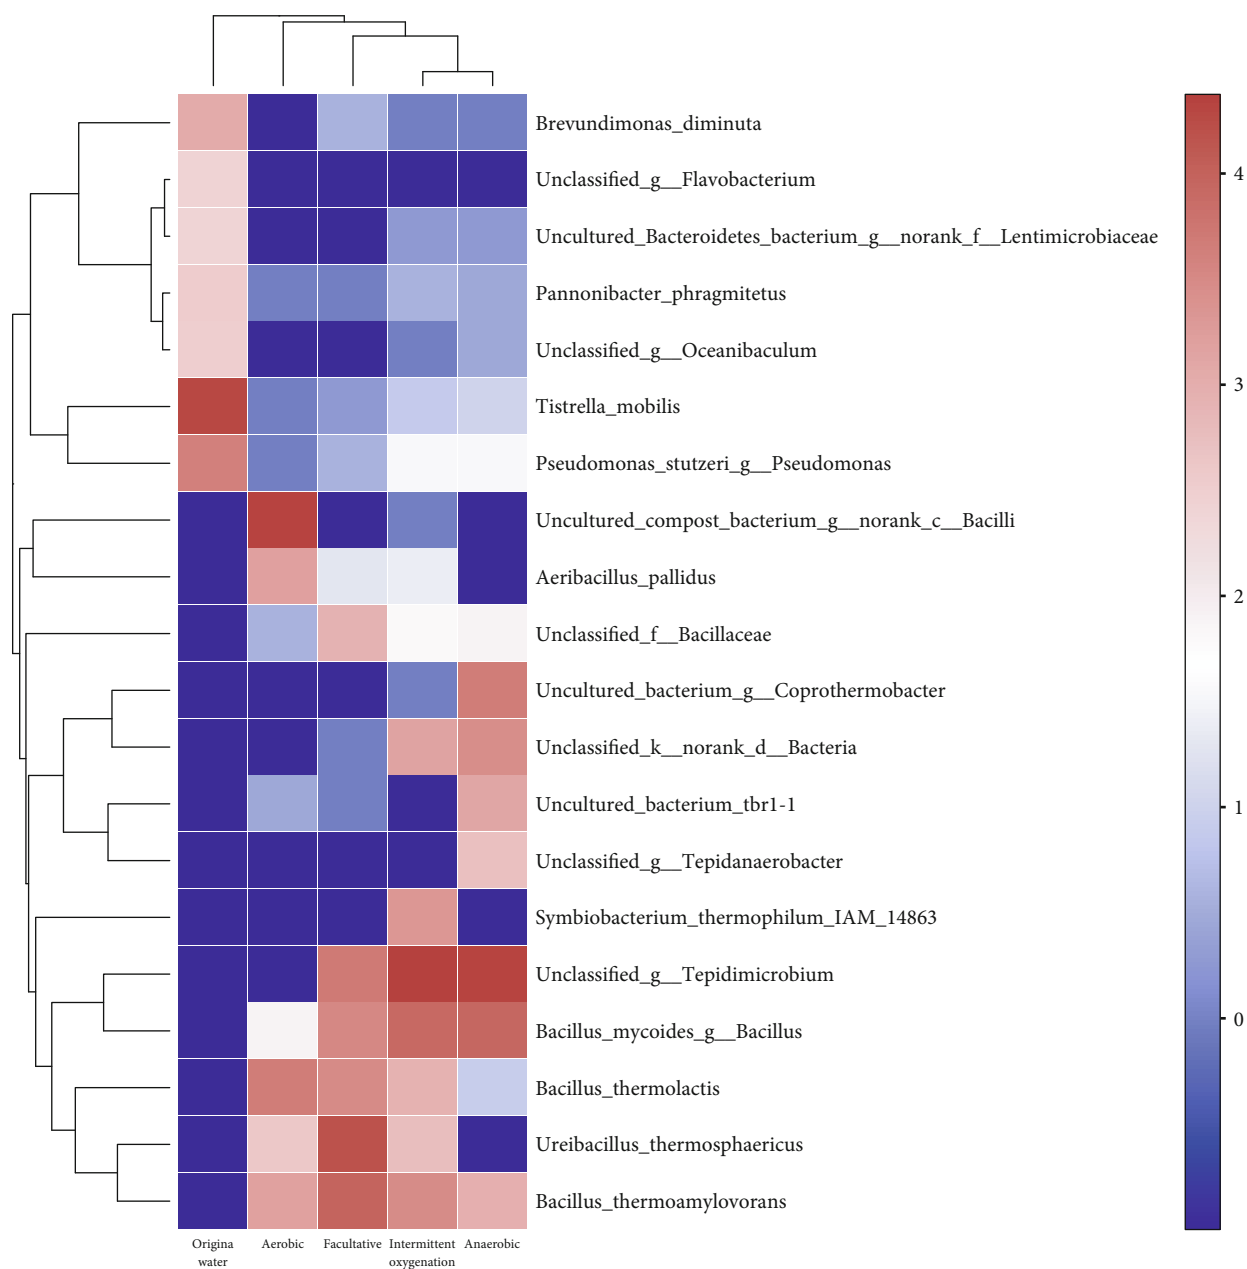 Brevundimonas_diminuta
Unclassified_g__Flavobacterium
Uncultured_Bacteroidetes_bacterium_g__norank_f__Lentimicrobiaceae
Pannonibacter_phragmitetus
Unclassified_g__Oceanibaculum
Tistrella_mobilis
Pseudomonas_stutzeri_g__Pseudomonas
Uncultured_compost_bacterium_g__norank_c__Bacilli
Aeribacillus_pallidus
Unclassified_f__Bacillaceae
Uncultured_bacterium_g__Coprothermobacter
Unclassified_k__norank_d__Bacteria
Uncultured_bacterium_tbr1-1
Unclassified_g__Tepidanaerobacter
Symbiobacterium_thermophilum_IAM_14863
Unclassified_g__Tepidimicrobium
Bacillus_mycoides_g__Bacillus
Bacillus_thermolactis
Ureibacillus_thermosphaericus
Bacillus_thermoamylovorans
Origina
water
Aerobic
Facultative
Intermittent
oxygenation
Anaerobic
4
3
2
1
0